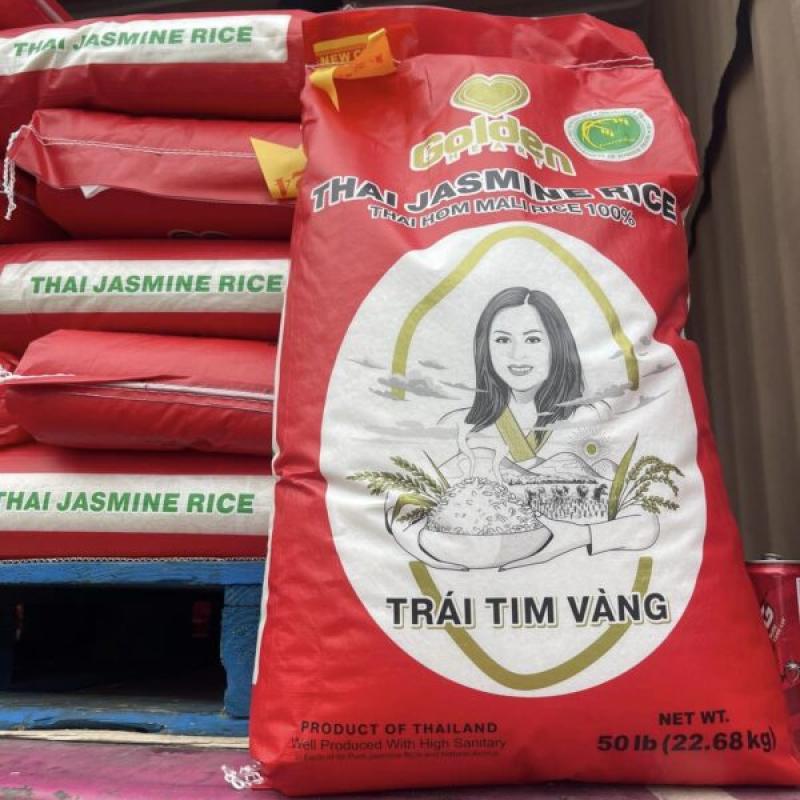 THAI JASMINE RICE
THAI JASMINE RICE
THAI JASMINE RICE
Golden
THAI JASMINE RICE
THAI HOM MALI RICE 100%
TRÁI TIM VÀNG
PRODUCT OF THAILAND
Well Produced With High Sanitary
NET WT.
50 lb (22.68 kg)